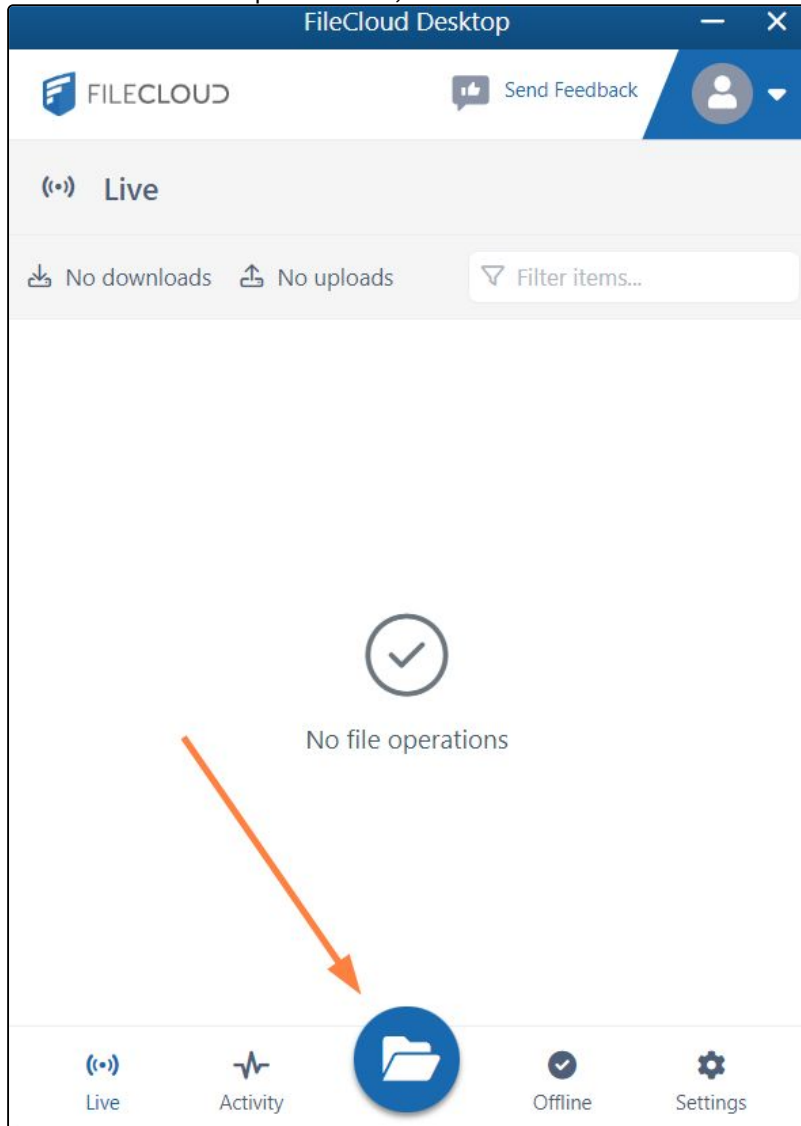 FileCloud Desktop
FILECLOUD
Send Feedback
Live
No downloads
No uploads
Filter items...
No file operations
Live
Activity
Offline
Settings